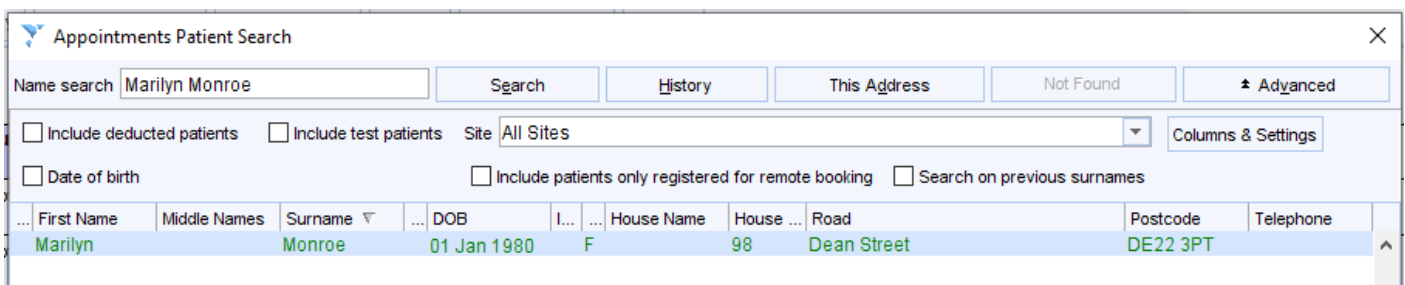 Appointments Patient Search
Name search Marilyn Monroe Search History This Address Not Found Advanced
Include deducted patients Include test patients Site All Sites Columns & Settings
Date of birth Include patients only registered for remote booking Search on previous surnames
... First Name Middle Names Surname ... DOB I... ... House Name House ... Road Postcode Telephone
Marilyn Monroe 01 Jan 1980 F 98 Dean Street DE22 3PT